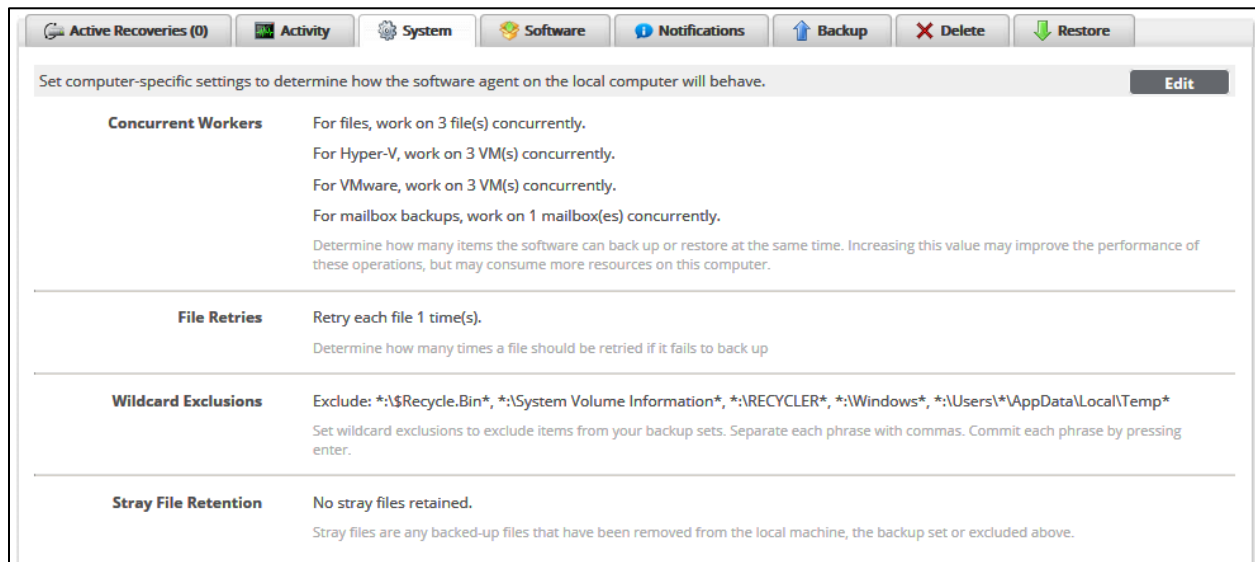 Active Recoveries (0) Activity System Software Notifications Backup Delete Restore
Set computer-specific settings to determine how the software agent on the local computer will behave. Edit
Concurrent Workers For files, work on 3 file(s) concurrently.
For Hyper-V, work on 3 VM(s) concurrently.
For VMware, work on 3 VM(s) concurrently.
For mailbox backups, work on 1 mailbox(es) concurrently.
Determine how many items the software can back up or restore at the same time. Increasing this value may improve the performance of
these operations, but may consume more resources on this computer.
File Retries Retry each file 1 time(s).
Determine how many times a file should be retried if it fails to back up
Wildcard Exclusions Exclude: *:\$Recycle.Bin*, *:\System Volume Information*, *:\RECYCLER*, *:\Windows*, *:\Users\*\AppData\Local\Temp*
Set wildcard exclusions to exclude items from your backup sets. Separate each phrase with commas. Commit each phrase by pressing
enter.
Stray File Retention No stray files retained.
Stray files are any backed-up files that have been removed from the local machine, the backup set or excluded above.